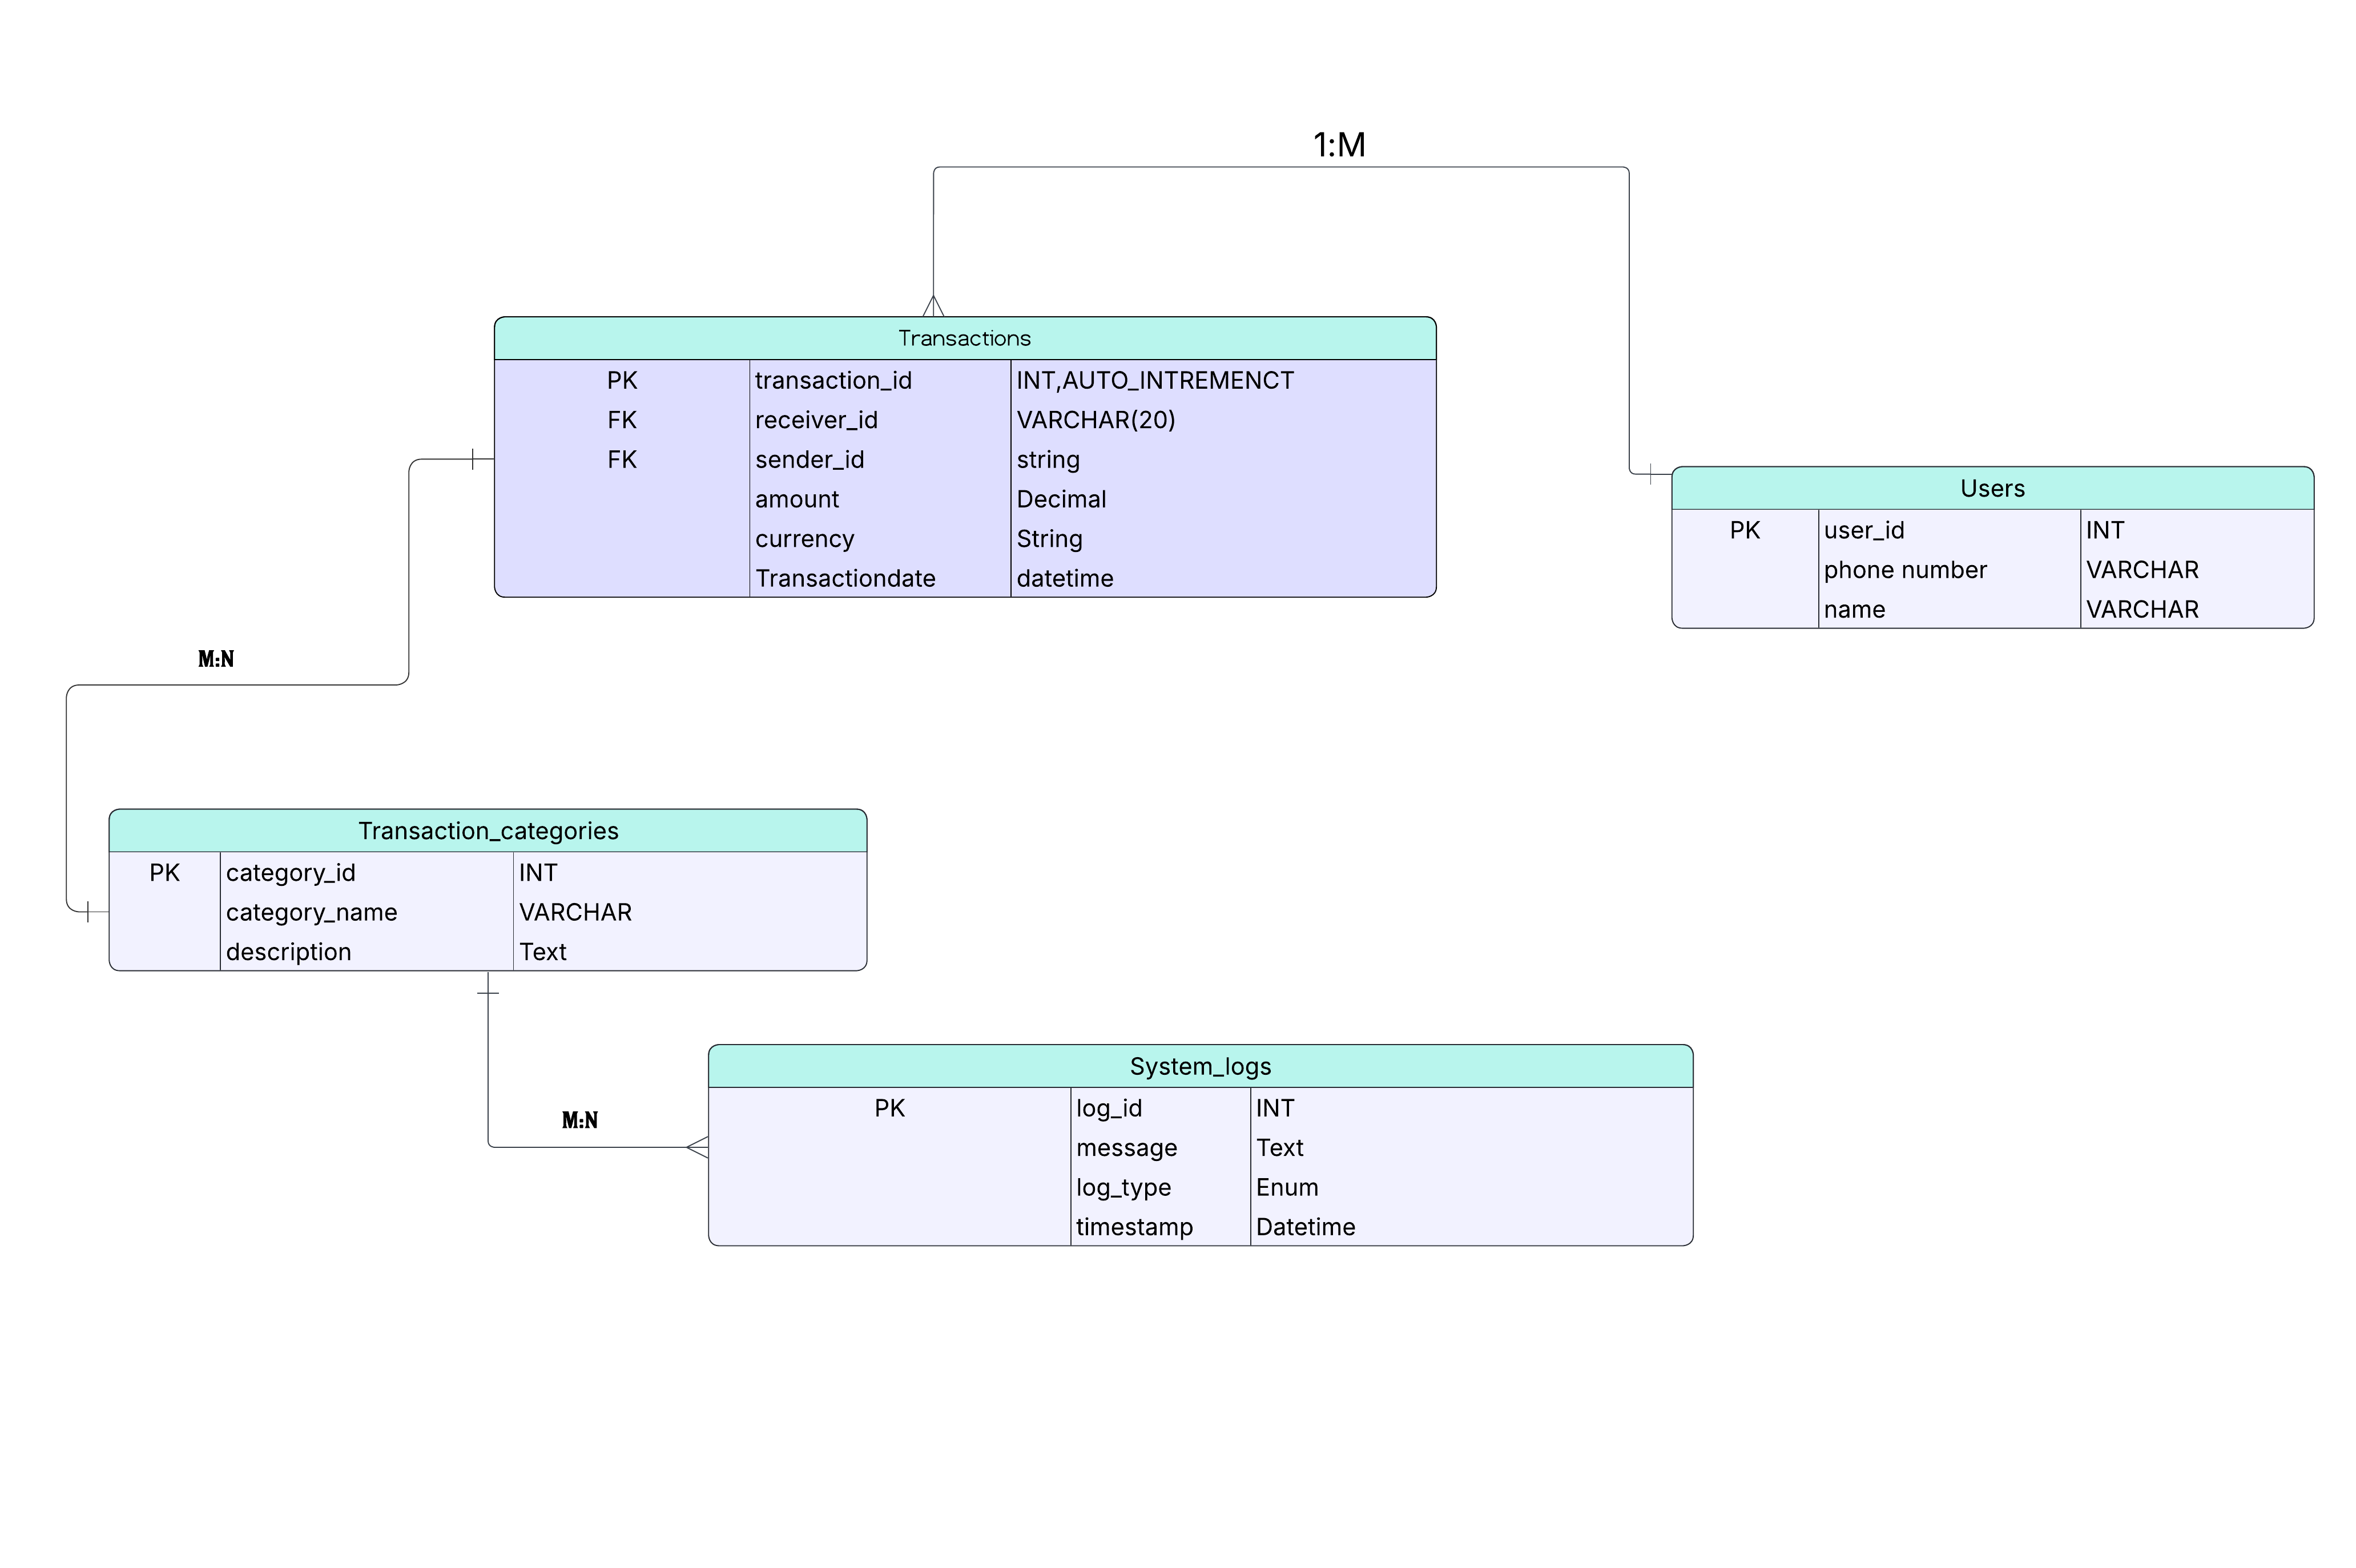 1:M
Transactions
PK transaction_id INT,AUTO_INTREMENCT
FK receiver_id VARCHAR(20)
FK sender_id string
amount Decimal
currency String
Transactiondate datetime
Users
PK user_id INT
phone number VARCHAR
name VARCHAR
M:N
Transaction_categories
PK category_id INT
category_name VARCHAR
description Text
M:N
System_logs
PK log_id INT
message Text
log_type Enum
timestamp Datetime